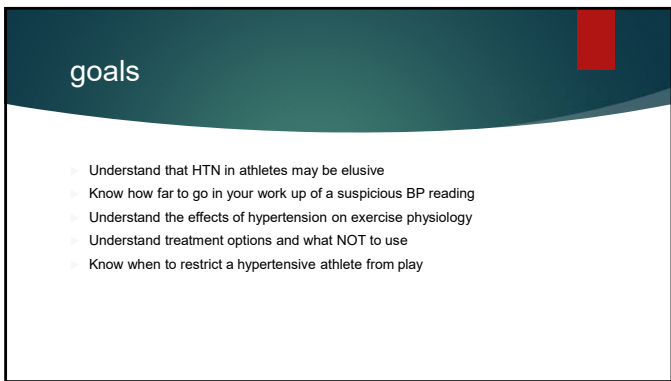 goals
Understand that HTN in athletes may be elusive
Know how far to go in your work up of a suspicious BP reading
Understand the effects of hypertension on exercise physiology
Understand treatment options and what NOT to use
Know when to restrict a hypertensive athlete from play